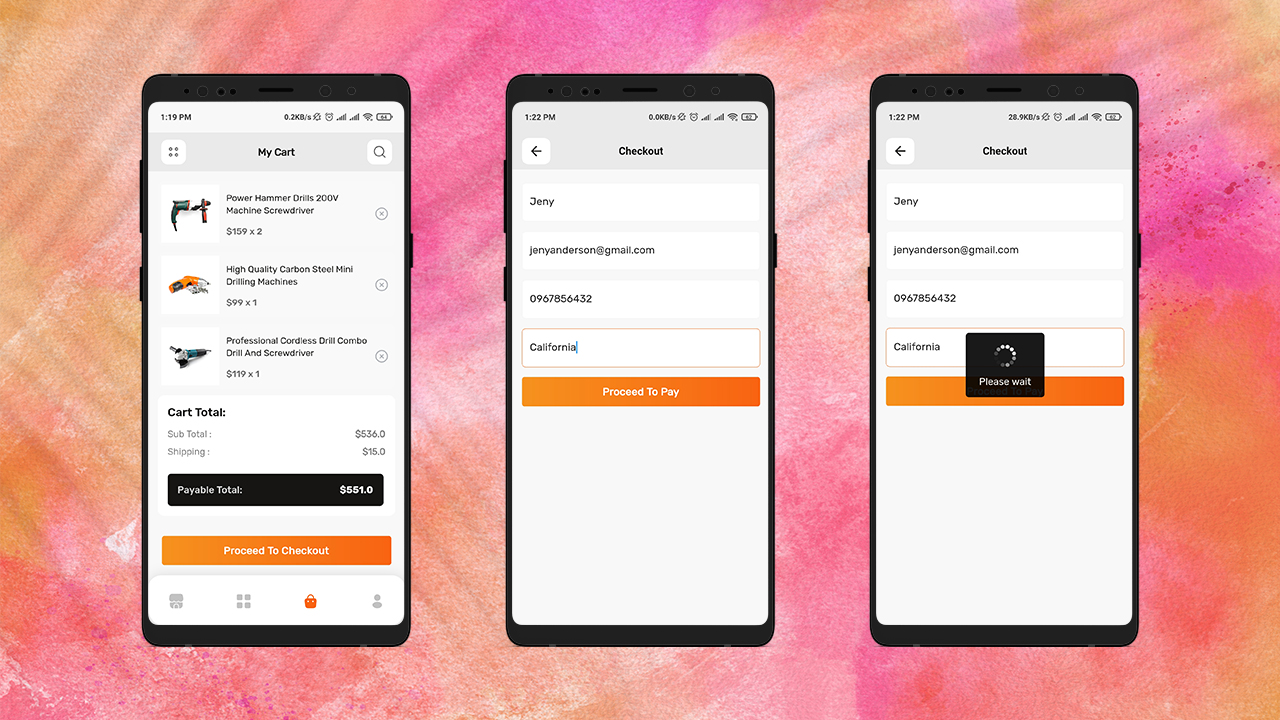 1:19 PM
0.2KB/s
64
My Cart
Power Hammer Drills 200V
Machine Screwdriver
$159 x 2
High Quality Carbon Steel Mini
Drilling Machines
$99 x 1
Professional Cordless Drill Combo
Drill And Screwdriver
$119 x 1
Cart Total:
Sub Total :
$536.0
Shipping :
$15.0
Payable Total:
$551.0
Proceed To Checkout
1:22 PM
0.0KB/s
62
Checkout
Jeny
jenyanderson@gmail.com
0967856432
California
Proceed To Pay
1:22 PM
28.9KB/s
62
Checkout
Jeny
jenyanderson@gmail.com
0967856432
California
Please wait
Proceed To Pay